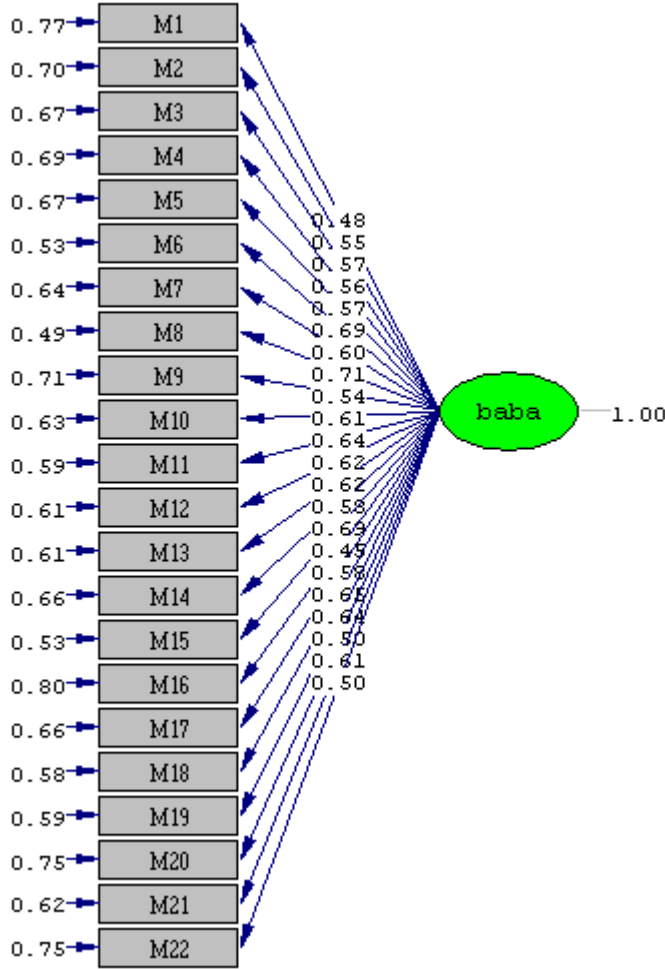 0.77 M1
0.70 M2
0.67 M3
0.69 M4
0.67 M5
0.48
0.53 M6
0.55
0.57
0.64 M7
0.56
0.57
0.49 M8
0.69
0.60
0.71 M9
0.71
0.54
0.63 M10
0.61
baba 1.00
0.64
0.59 M11
0.62
0.62
0.61 M12
0.58
0.69
0.61 M13
0.45
0.58
0.66 M14
0.65
0.64
0.53 M15
0.50
0.61
0.80 M16
0.50
0.66 M17
0.58 M18
0.59 M19
0.75 M20
0.62 M21
0.75 M22